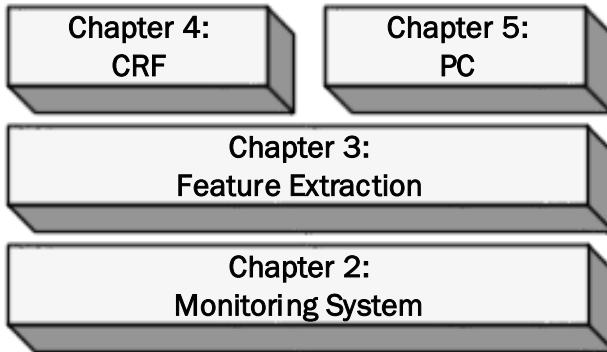 Chapter 4:
CRF
Chapter 5:
PC
Chapter 3:
Feature Extraction
Chapter 2:
Monitoring System